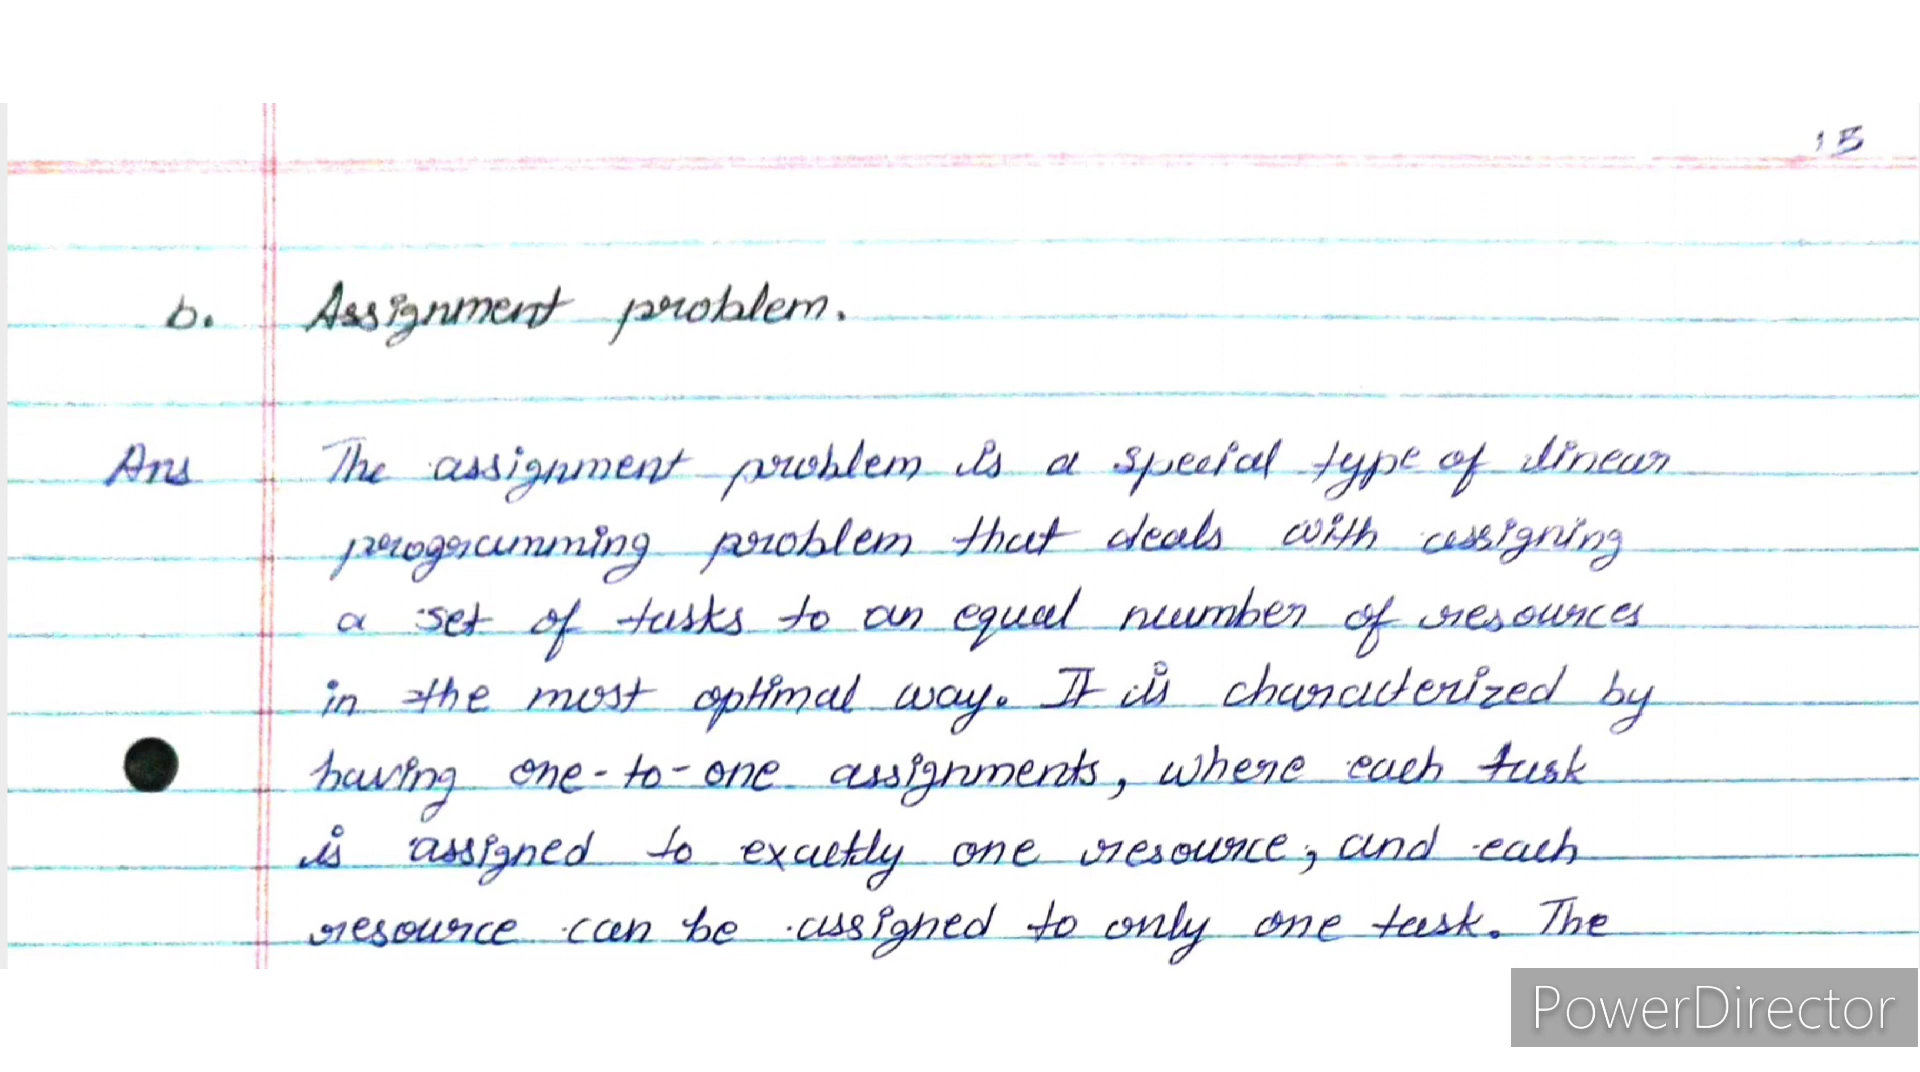 15
b. Assignment problem.
Ans The assignment problem is a special type of linear
programming problem that deals with assigning
a set of tasks to an equal number of resources
in the most optimal way. It is characterized by
having one-to-one assignments, where each task
is assigned to exactly one resource, and each
resource can be assigned to only one task. The
PowerDirector